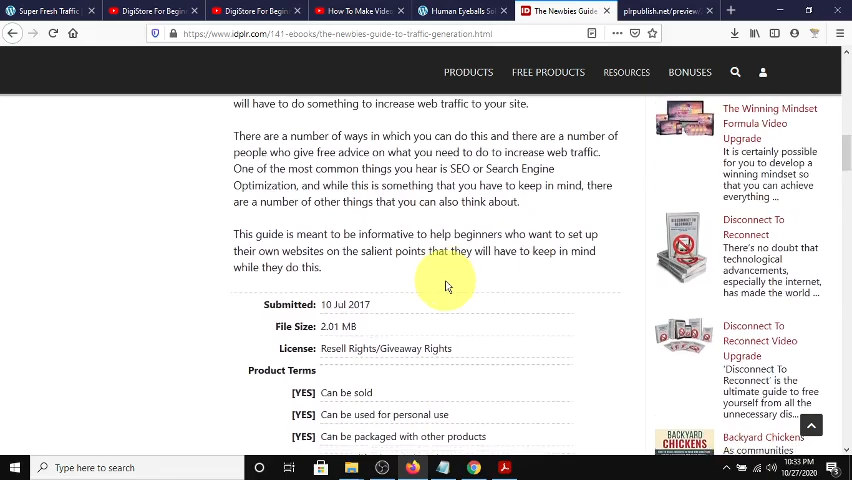 Super Fresh Traffic
DigiStore For Begin
DigiStore For Begin
How To Make Video
Human Eyeballs Sol
The Newbies Guide
plrpublish.net/preview/
https://www.idplr.com/141-ebooks/the-newbies-guide-to-traffic-generation.html
PRODUCTS FREE PRODUCTS RESOURCES BONUSES
will have to do something to increase web traffic to your site.
There are a number of ways in which you can do this and there are a number of
people who give free advice on what you need to do to increase web traffic.
One of the most common things you hear is SEO or Search Engine
Optimization, and while this is something that you have to keep in mind, there
are a number of other things that you can also think about.
This guide is meant to be informative to help beginners who want to set up
their own websites on the salient points that they will have to keep in mind
while they do this.
Submitted: 10 Jul 2017
File Size: 2.01 MB
License: Resell Rights/Giveaway Rights
Product Terms
[YES] Can be sold
[YES] Can be used for personal use
[YES] Can be packaged with other products
The Winning Mindset
Formula Video
Upgrade
It is certainly possible
for you to develop a
winning mindset so
that you can achieve
everything ...
Disconnect To
Reconnect
There's no doubt that
technological
advancements,
especially the internet,
has made the world ...
Disconnect To
Reconnect Video
Upgrade
'Disconnect To
Reconnect' is the
ultimate guide to free
yourself from all the
unnecessary dis...
BACKYARD
CHICKENS
Backyard Chickens
As communities
Type here to search
10:33 PM
10/27/2020
3